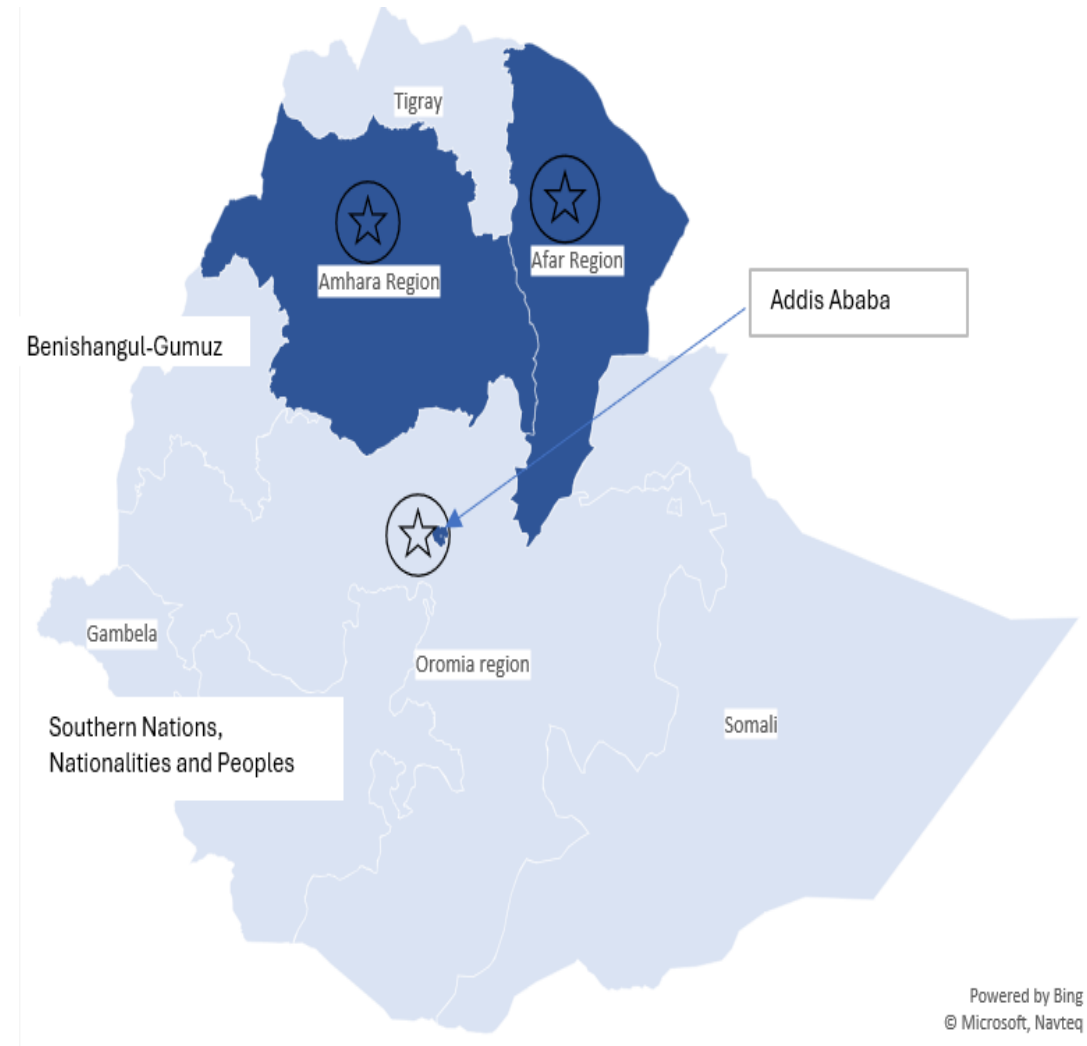 Tigray
Amhara Region
Afar Region
Addis Ababa
Benishangul-Gumuz
Gambela
Oromia region
Southern Nations,
Nationalities and Peoples
Somali
Powered by Bing
© Microsoft, Navteq